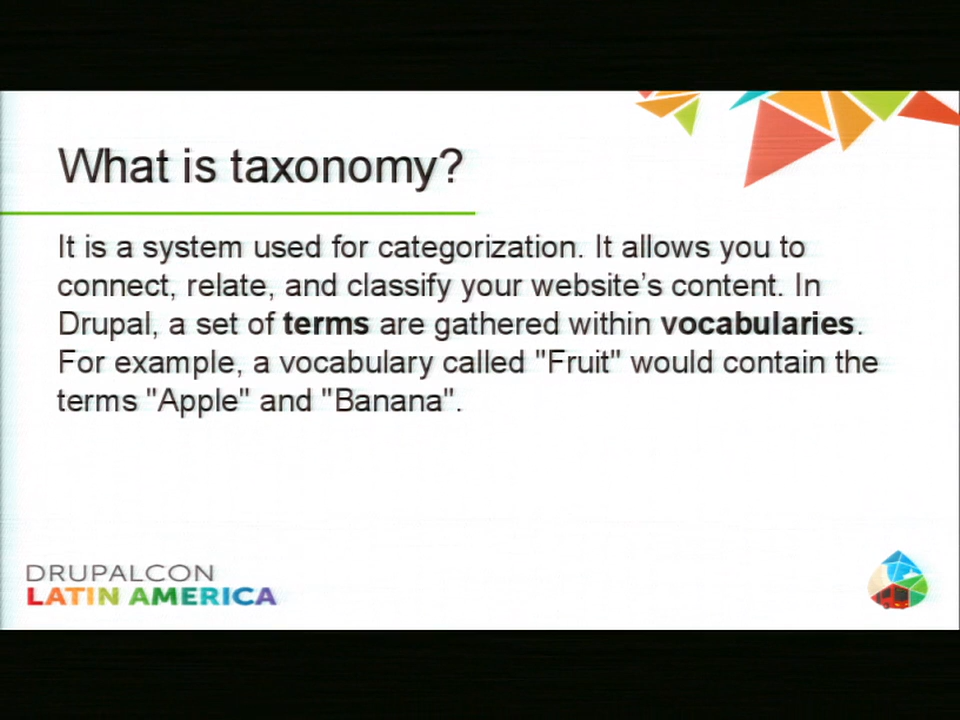 What is taxonomy?
It is a system used for categorization. It allows you to
connect, relate, and classify your website’s content. In
Drupal, a set of terms are gathered within vocabularies.
For example, a vocabulary called "Fruit" would contain the
terms "Apple" and "Banana".
DRUPALCON
LATIN AMERICA